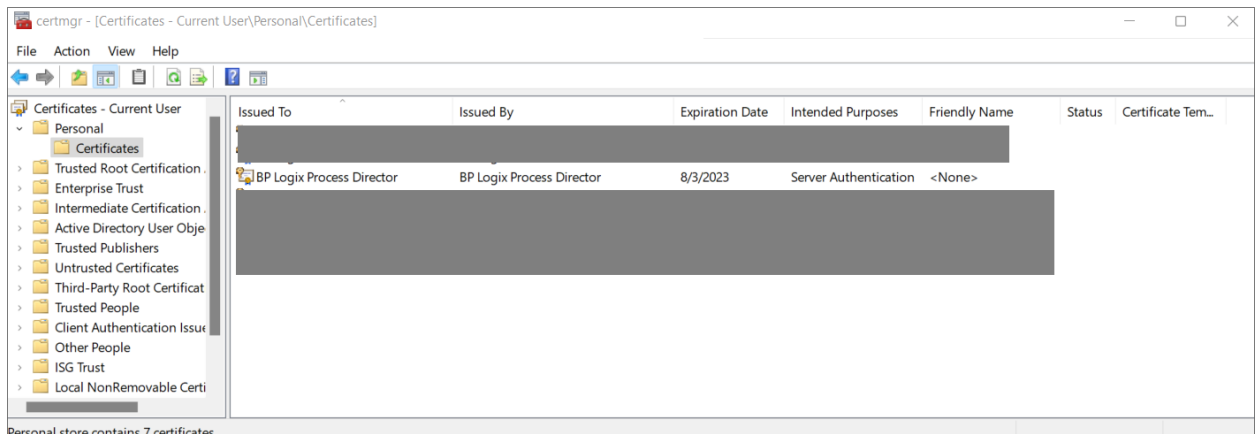 certmgr - [Certificates - Current User\Personal\Certificates]
File Action View Help
Certificates - Current User
Personal
Certificates
Trusted Root Certification
Enterprise Trust
Intermediate Certification
Active Directory User Obje
Trusted Publishers
Untrusted Certificates
Third-Party Root Certificat
Trusted People
Client Authentication Issue
Other People
ISG Trust
Local NonRemovable Certi
Issued To Issued By Expiration Date Intended Purposes Friendly Name Status Certificate Tem...
BP Logix Process Director BP Logix Process Director 8/3/2023 Server Authentication <None>
Personal store contains 7 certificates